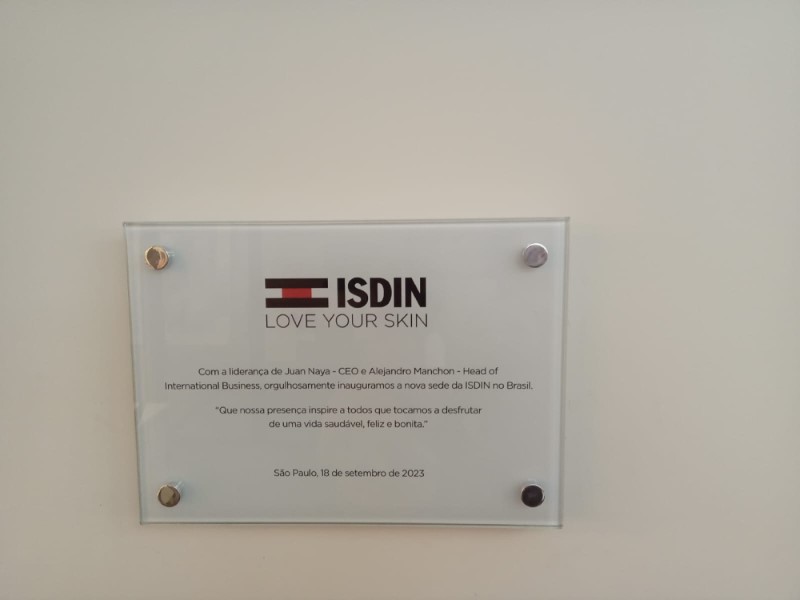 ISDIN
LOVE YOUR SKIN
Com a liderança de Juan Naya - CEO e Alejandro Manchon - Head of
International Business, orgulhosamente inauguramos a nova sede da ISDIN no Brasil.
"Que nossa presença inspire a todos que tocamos a desfrutar
de uma vida saudável, feliz e bonita."
São Paulo, 18 de setembro de 2023